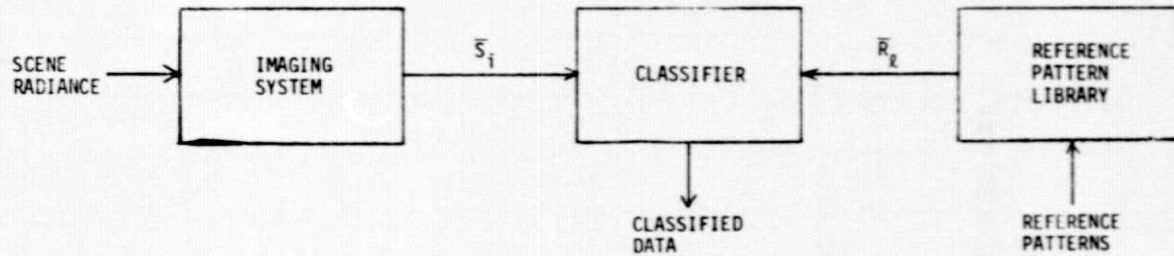 SCENE
RADIANCE
IMAGING
SYSTEM
S̅ᵢ
CLASSIFIER
R̅ℓ
REFERENCE
PATTERN
LIBRARY
CLASSIFIED
DATA
REFERENCE
PATTERNS